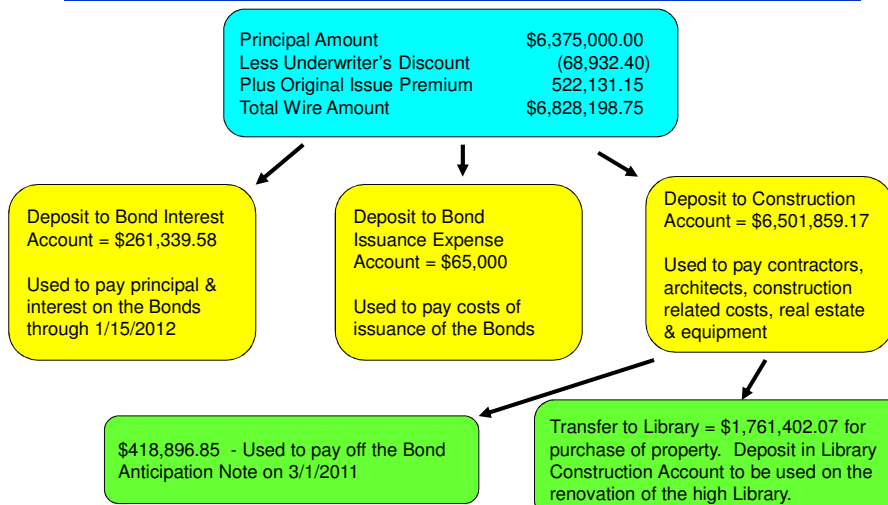 Principal Amount $6,375,000.00
Less Underwriter's Discount (68,932.40)
Plus Original Issue Premium 522,131.15
Total Wire Amount $6,828,198.75
Deposit to Bond Interest
Account = $261,339.58
Used to pay principal &
interest on the Bonds
through 1/15/2012
Deposit to Bond
Issuance Expense
Account = $65,000
Used to pay costs of
issuance of the Bonds
Deposit to Construction
Account = $6,501,859.17
Used to pay contractors,
architects, construction
related costs, real estate
& equipment
$418,896.85 - Used to pay off the Bond
Anticipation Note on 3/1/2011
Transfer to Library = $1,761,402.07 for
purchase of property. Deposit in Library
Construction Account to be used on the
renovation of the high Library.